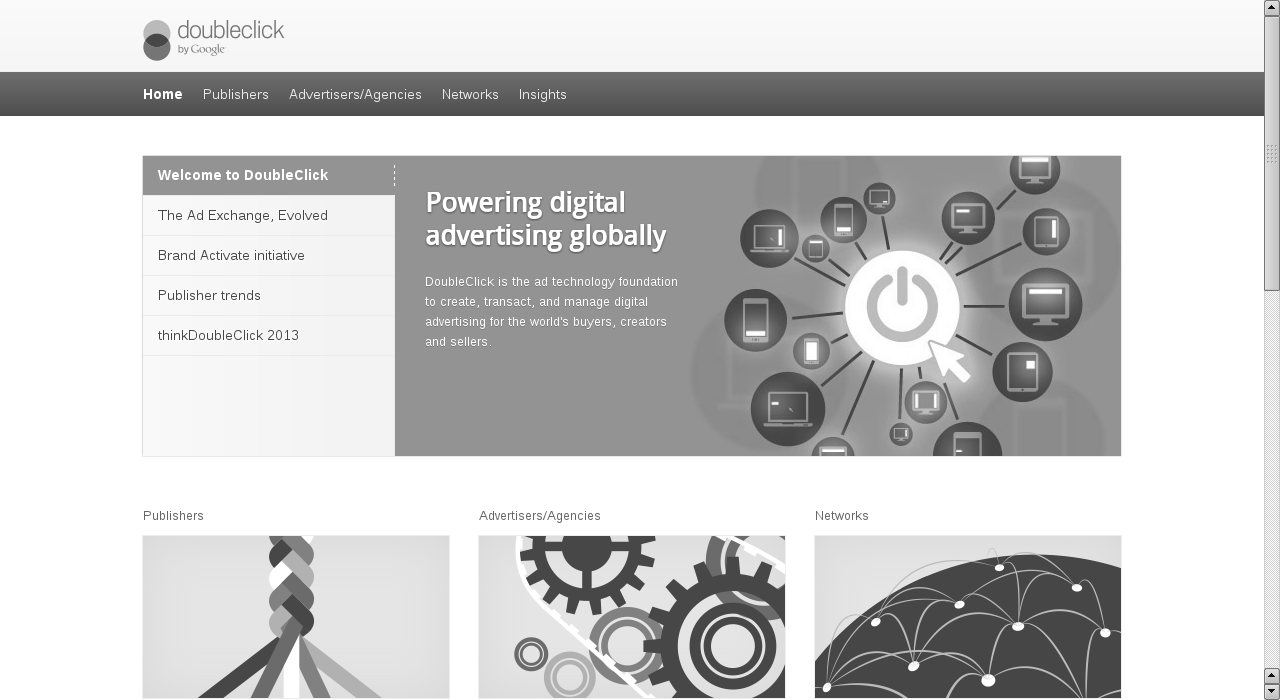 doubleclick
by Google
Home Publishers Advertisers/Agencies Networks Insights
Welcome to DoubleClick
The Ad Exchange, Evolved
Brand Activate initiative
Publisher trends
thinkDoubleClick 2013
Powering digital
advertising globally
DoubleClick is the ad technology foundation
to create, transact, and manage digital
advertising for the world's buyers, creators
and sellers.
Publishers
Advertisers/Agencies
Networks